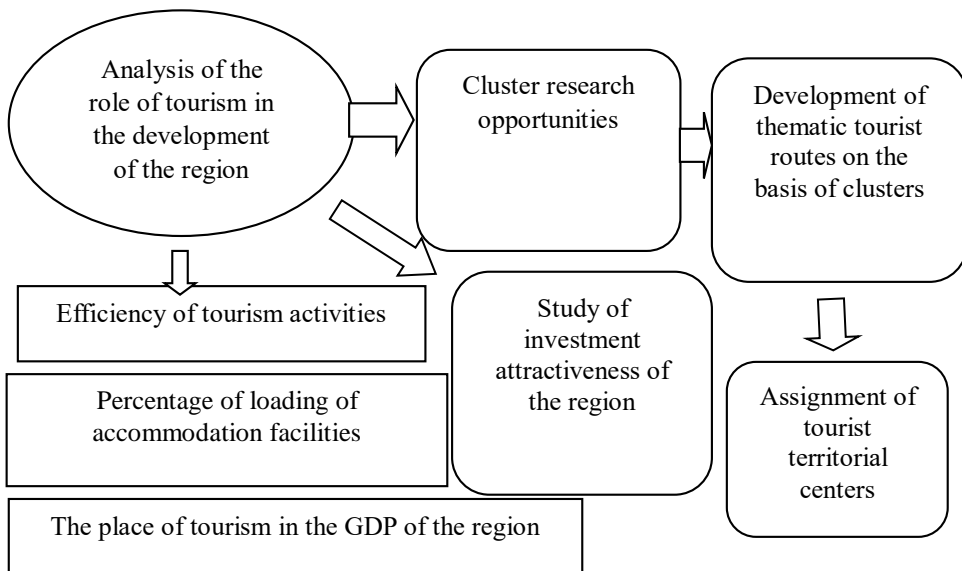 Analysis of the
role of tourism in
the development
of the region
Cluster research
opportunities
Development of
thematic tourist
routes on the
basis of clusters
Efficiency of tourism activities
Study of
investment
attractiveness of
the region
Percentage of loading of
accommodation facilities
Assignment of
tourist
territorial
centers
The place of tourism in the GDP of the region